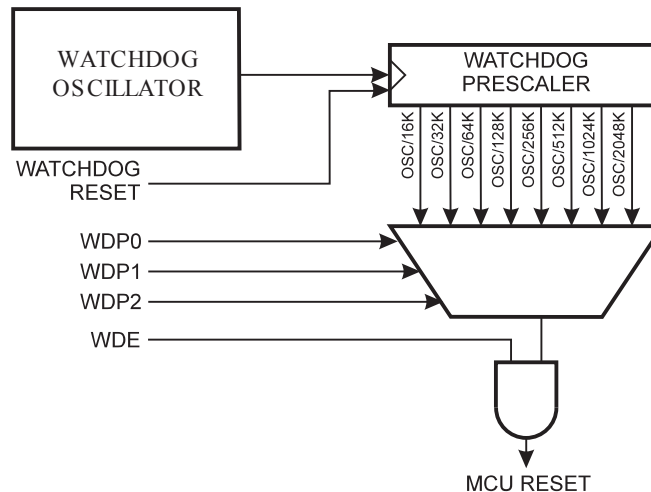 WATCHDOG
OSCILLATOR
WATCHDOG
PRESCALER
OSC/16K
OSC/32K
OSC/64K
OSC/128K
OSC/256K
OSC/512K
OSC/1024K
OSC/2048K
WATCHDOG
RESET
WDP0
WDP1
WDP2
WDE
MCU RESET